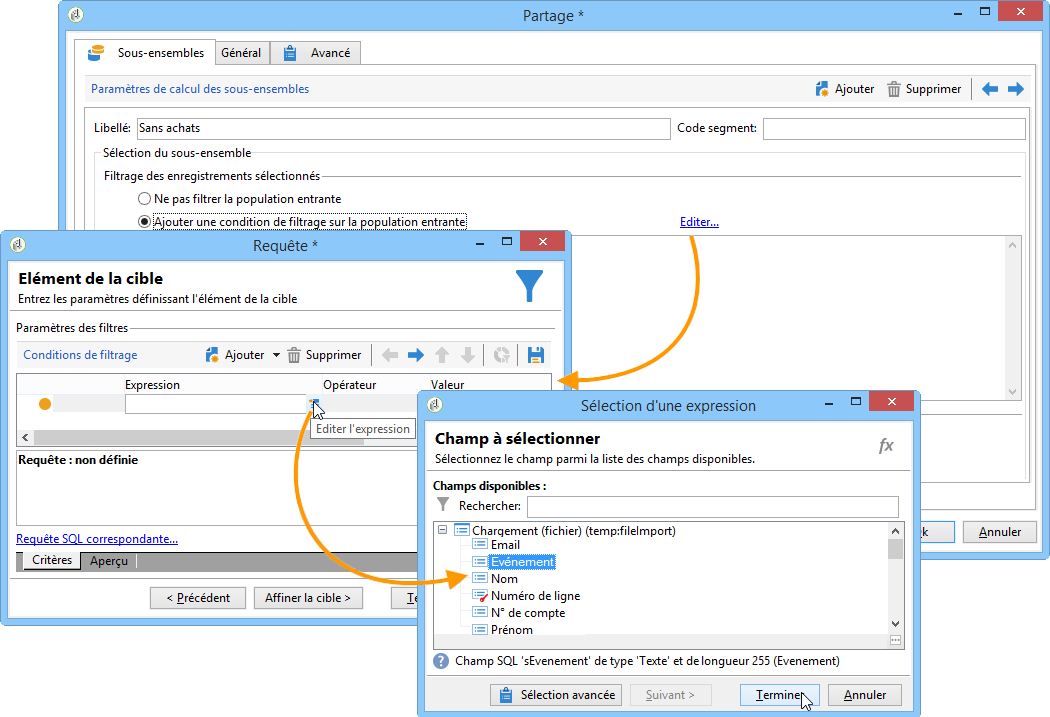 Partage *
Sous-ensembles Général Avancé
Paramètres de calcul des sous-ensembles Ajouter Supprimer
Libellé: Sans achats Code segment:
Sélection du sous-ensemble
Filtrage des enregistrements sélectionnés
Ne pas filtrer la population entrante
Ajouter une condition de filtrage sur la population entrante Editer...
Annuler
Requête *
Elément de la cible
Entrez les paramètres définissant l'élément de la cible
Paramètres des filtres
Conditions de filtrage Ajouter Supprimer
Expression Opérateur Valeur
Editer l'expression
Requête : non définie
Requête SQL correspondante...
Critères Aperçu
< Précédent Affiner la cible >
Sélection d'une expression
Champ à sélectionner
Sélectionnez le champ parmi la liste des champs disponibles.
fx
Champs disponibles :
Rechercher:
Chargement (fichier) (temp:fileImport)
Email
Evénement
Nom
Numéro de ligne
N° de compte
Prénom
? Champ SQL 'sEvenement' de type 'Texte' et de longueur 255 (Evenement)
Sélection avancée Suivant > Terminer Annuler